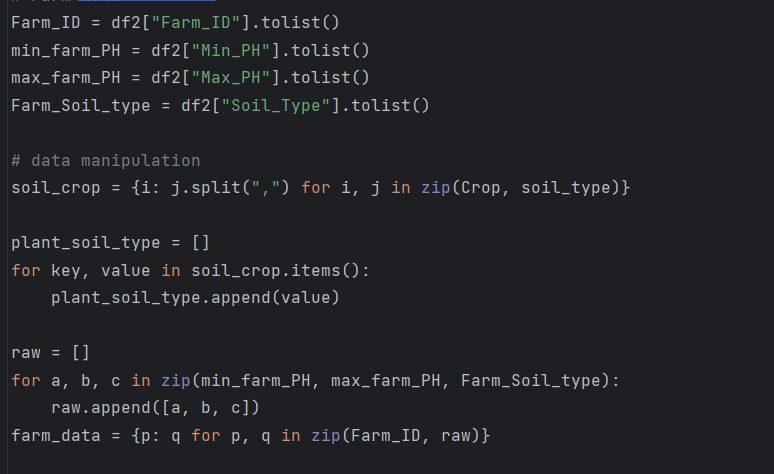 Farm_ID = df2["Farm_ID"].tolist()
min_farm_PH = df2["Min_PH"].tolist()
max_farm_PH = df2["Max_PH"].tolist()
Farm_Soil_type = df2["Soil_Type"].tolist()
# data manipulation
soil_crop = {i: j.split(",") for i, j in zip(Crop, soil_type)}
plant_soil_type = []
for key, value in soil_crop.items():
    plant_soil_type.append(value)
raw = []
for a, b, c in zip(min_farm_PH, max_farm_PH, Farm_Soil_type):
    raw.append([a, b, c])
farm_data = {p: q for p, q in zip(Farm_ID, raw)}